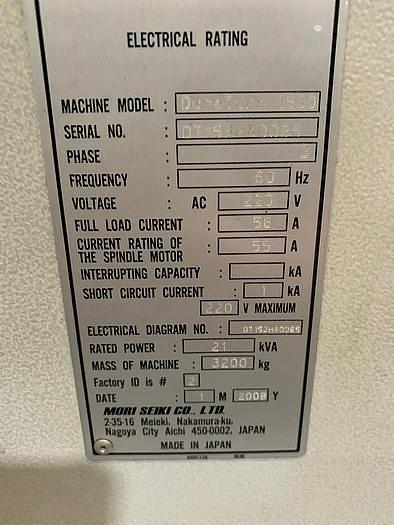 ELECTRICAL RATING
MACHINE MODEL :
SERIAL NO. :
PHASE : 3
FREQUENCY : 60 Hz
VOLTAGE : AC 220 V
FULL LOAD CURRENT : 56 A
CURRENT RATING OF
THE SPINDLE MOTOR : 55 A
INTERRUPTING CAPACITY : kA
SHORT CIRCUIT CURRENT : 1 kA
220 V MAXIMUM
ELECTRICAL DIAGRAM NO. :
RATED POWER : 21 kVA
MASS OF MACHINE : 3200 kg
Factory ID is # 2
DATE : 1 M 2008 Y
MORI SEIKI CO., LTD.
2-35-16 Meieki, Nakamura-ku,
Nagoya City Aichi 450-0002, JAPAN
MADE IN JAPAN